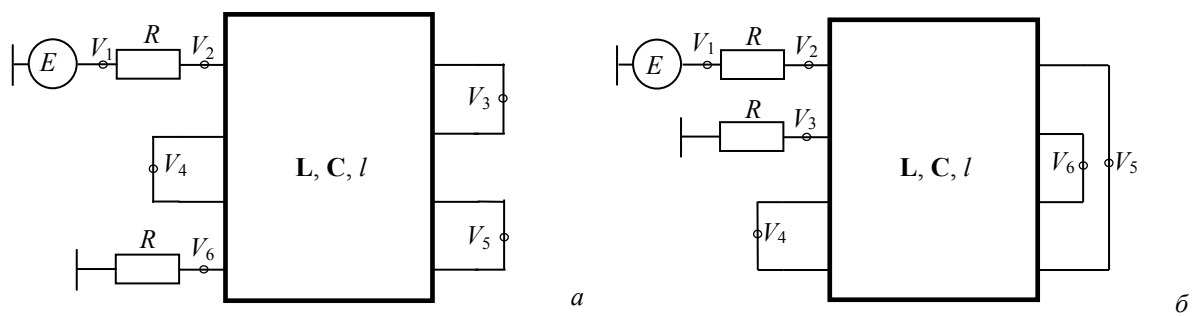 E V1 R V2
V3
V4
L, C, l
V5
R V6
а
E V1 R V2
R V3
L, C, l
V6 V5
V4
б